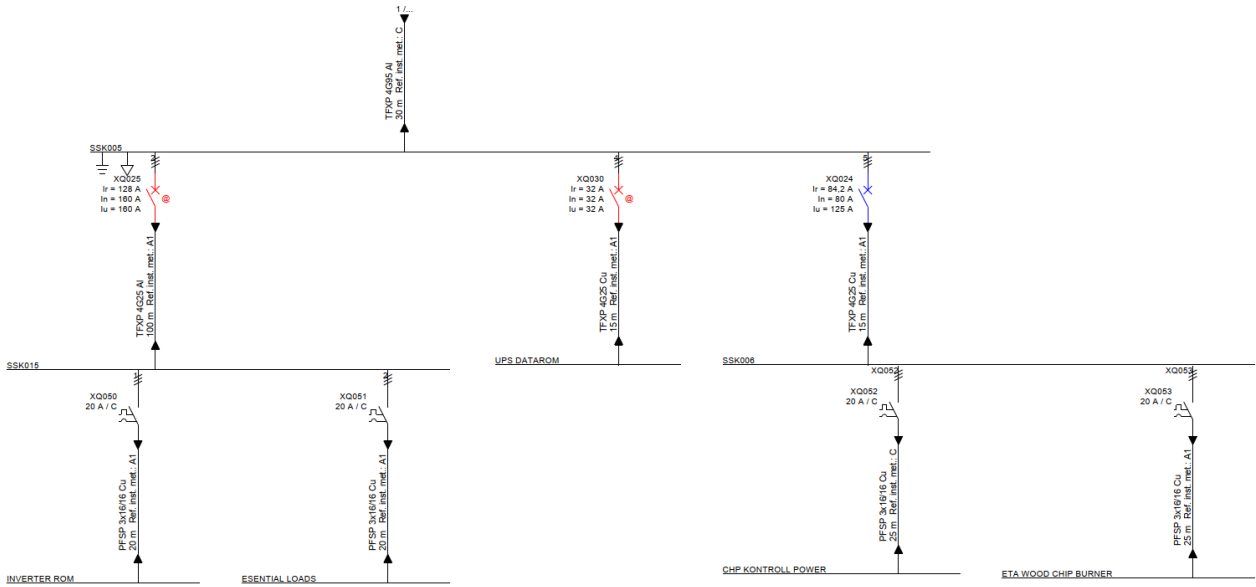 1 /...
TFXP 4G95 Al
30 m Ref. inst. met.: C
SSK005
3
4
5
XQ025
Ir = 128 A
In = 160 A
Iu = 160 A
@
XQ030
Ir = 32 A
In = 32 A
Iu = 32 A
@
XQ024
Ir = 84,2 A
In = 80 A
Iu = 125 A
TFXP 4G25 Al
100 m Ref. inst. met.: A1
TFXP 4G25 Cu
15 m Ref. inst. met.: A1
TFXP 4G25 Cu
15 m Ref. inst. met.: A1
SSK015
UPS DATAROM
SSK006
1
2
XQ052
XQ053
XQ050
20 A / C
XQ051
20 A / C
XQ052
20 A / C
XQ053
20 A / C
PFSP 3x16/16 Cu
20 m Ref. inst. met.: A1
PFSP 3x16/16 Cu
20 m Ref. inst. met.: A1
PFSP 3x16/16 Cu
25 m Ref. inst. met.: C
PFSP 3x16/16 Cu
25 m Ref. inst. met.: A1
INVERTER ROM
ESENTIAL LOADS
CHP KONTROLL POWER
ETA WOOD CHIP BURNER